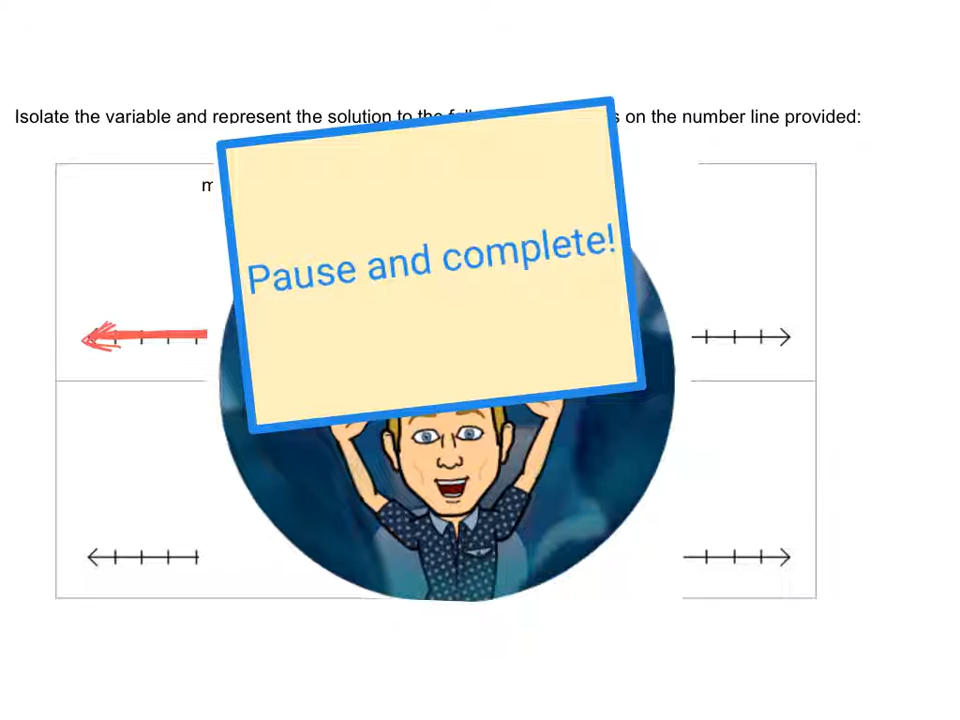 Isolate the variable and represent the solution to the on the number line provided:
m
Pause and complete!